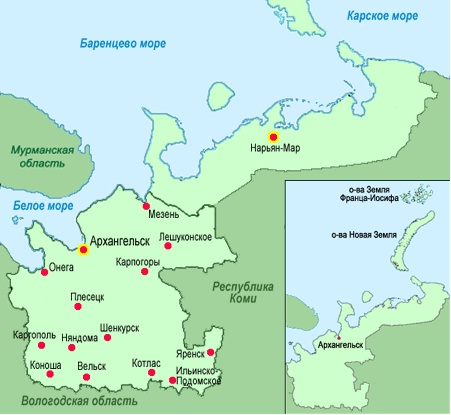 Карское море
Баренцево море
Нарьян-Мар
Мурманская
область
Белое море
Мезень
Архангельск
Лешуконское
Онега
Карпогоры
Плесецк
Республика
Коми
Шенкурск
Каргополь
Няндома
Яренск
Коноша
Вельск
Котлас
Ильинско-
Подомское
Вологодская область
о-ва Земля
Франца-Иосифа
о-ва Новая Земля
Архангельск